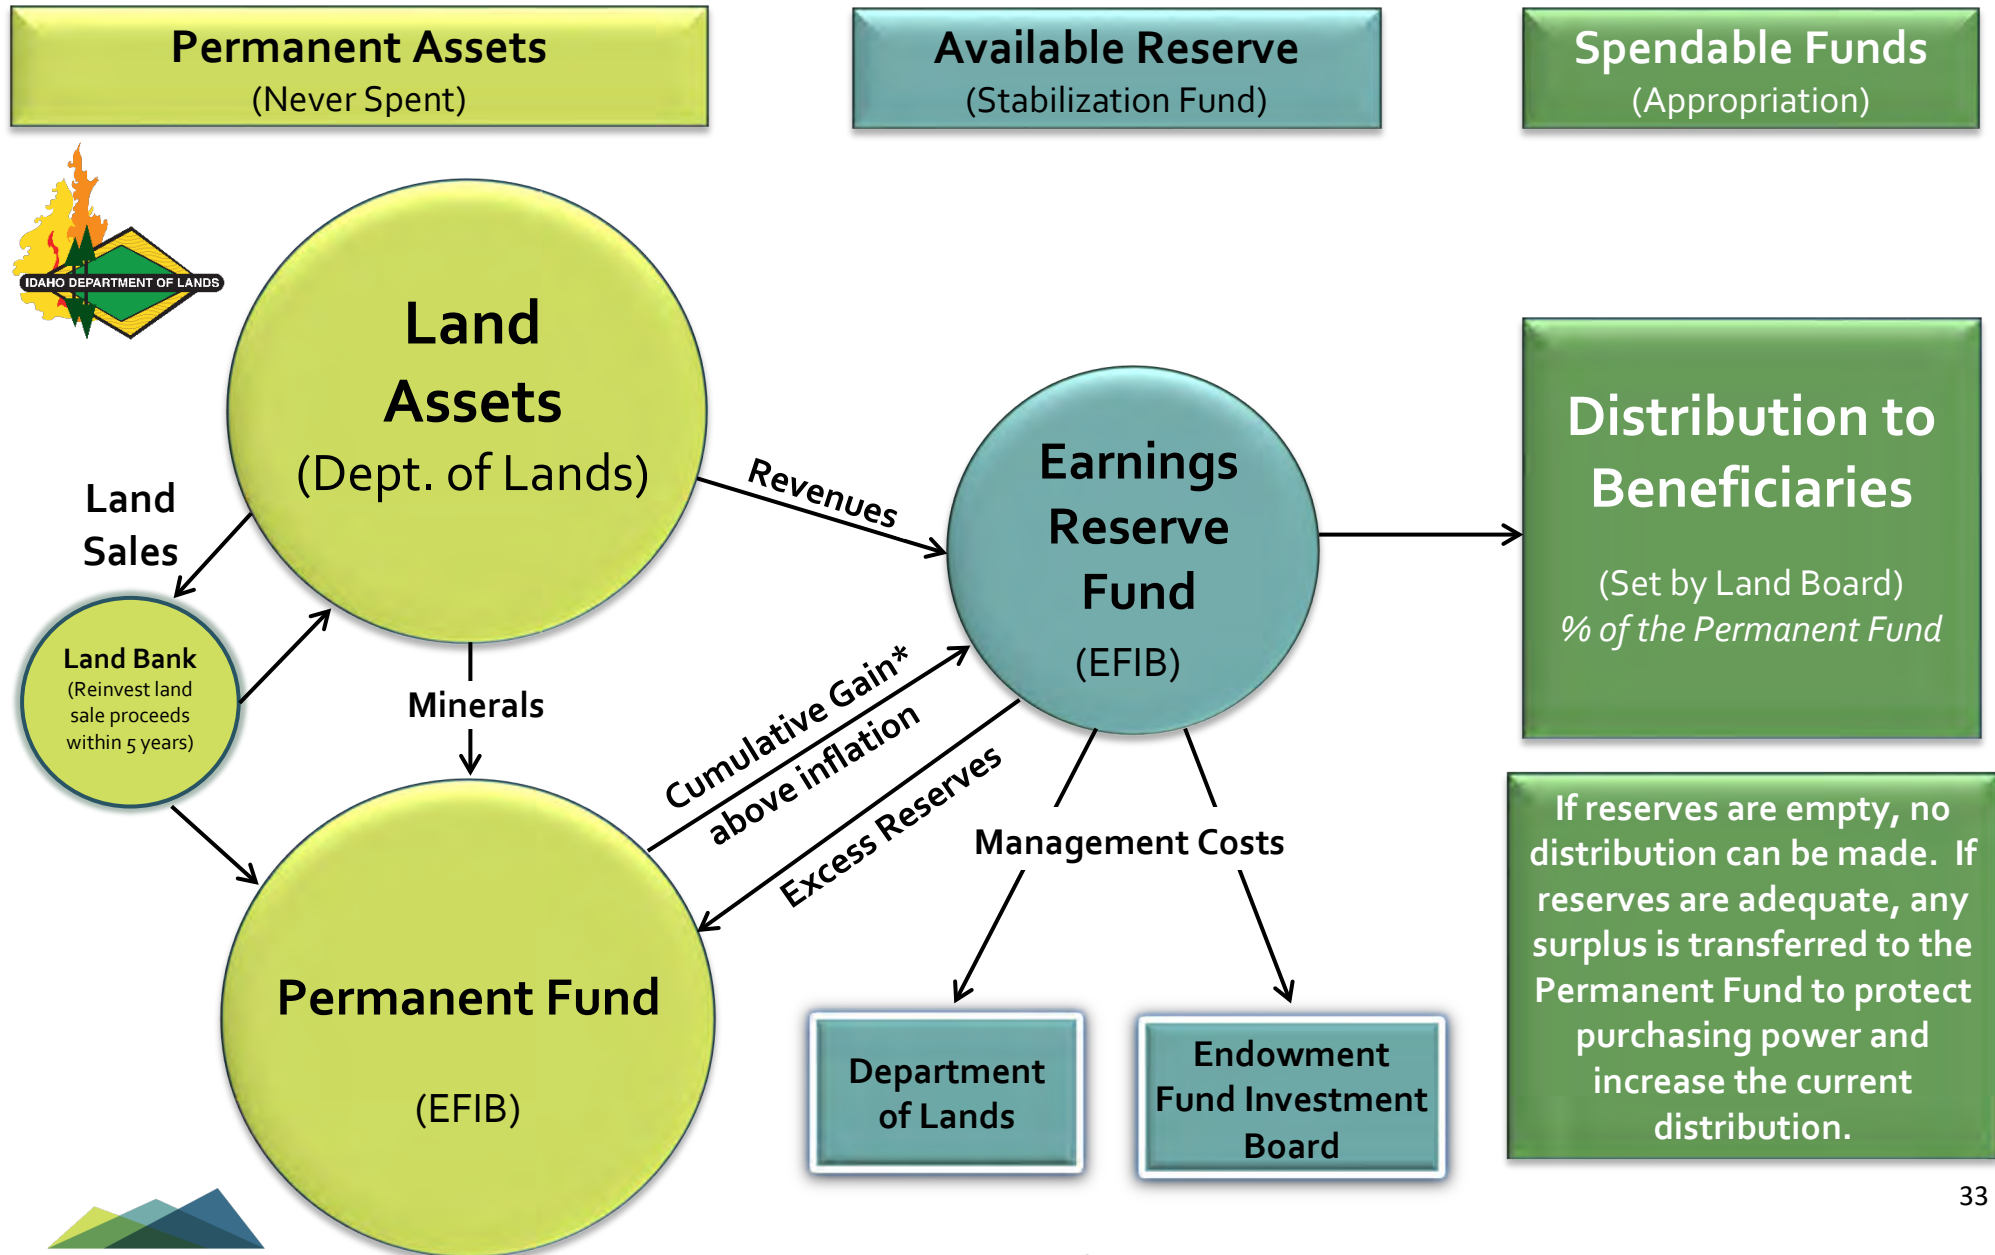 Permanent Assets
(Never Spent)
Available Reserve
(Stabilization Fund)
Spendable Funds
(Appropriation)
IDAHO DEPARTMENT OF LANDS
Land
Assets
(Dept. of Lands)
Land
Sales
Land Bank
(Reinvest land
sale proceeds
within 5 years)
Minerals
Revenues
Permanent Fund
(EFIB)
Cumulative Gain*
above inflation
Excess Reserves
Earnings
Reserve
Fund
(EFIB)
Management Costs
Department
of Lands
Endowment
Fund Investment
Board
Distribution to
Beneficiaries
(Set by Land Board)
% of the Permanent Fund
If reserves are empty, no
distribution can be made.  If
reserves are adequate, any
surplus is transferred to the
Permanent Fund to protect
purchasing power and
increase the current
distribution.
33